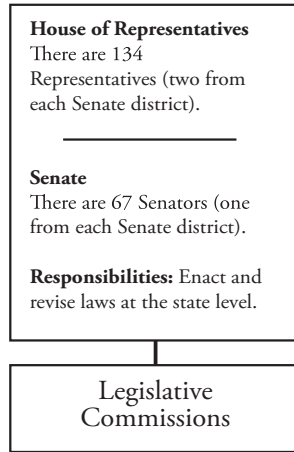 House of Representatives
There are 134
Representatives (two from
each Senate district).
Senate
There are 67 Senators (one
from each Senate district).
Responsibilities: Enact and
revise laws at the state level.
Legislative
Commissions